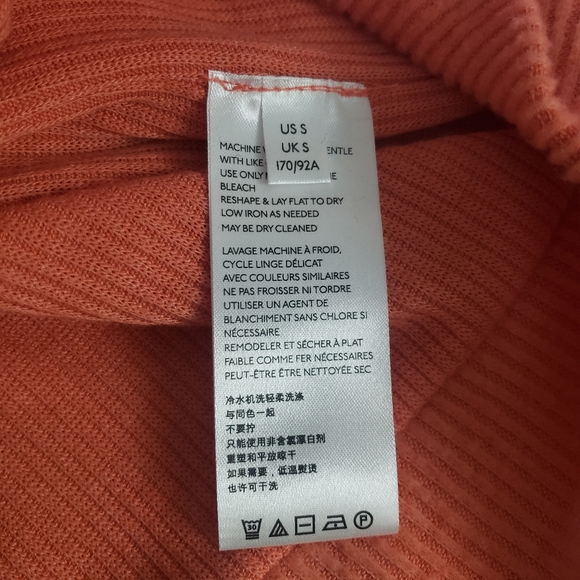 US S
UK S
170/92A
MACHINE ENTLE
WITH LIKE
USE ONLY E
BLEACH
RESHAPE & LAY FLAT TO DRY
LOW IRON AS NEEDED
MAY BE DRY CLEANED
LAVAGE MACHINE À FROID,
CYCLE LINGE DÉLICAT
AVEC COULEURS SIMILAIRES
NE PAS FROISSER NI TORDRE
UTILISER UN AGENT DE
BLANCHIMENT SANS CHLORE SI
NÉCESSAIRE
REMODELER ET SÉCHER À PLAT
FAIBLE COMME FER NÉCESSAIRES
PEUT-ÊTRE ÊTRE NETTOYÉE SEC
冷水机洗轻柔洗涤
与同色一起
不要拧
只能使用非含氯漂白剂
重塑和平放晾干
如果需要，低温熨烫
也许可干洗
30
P